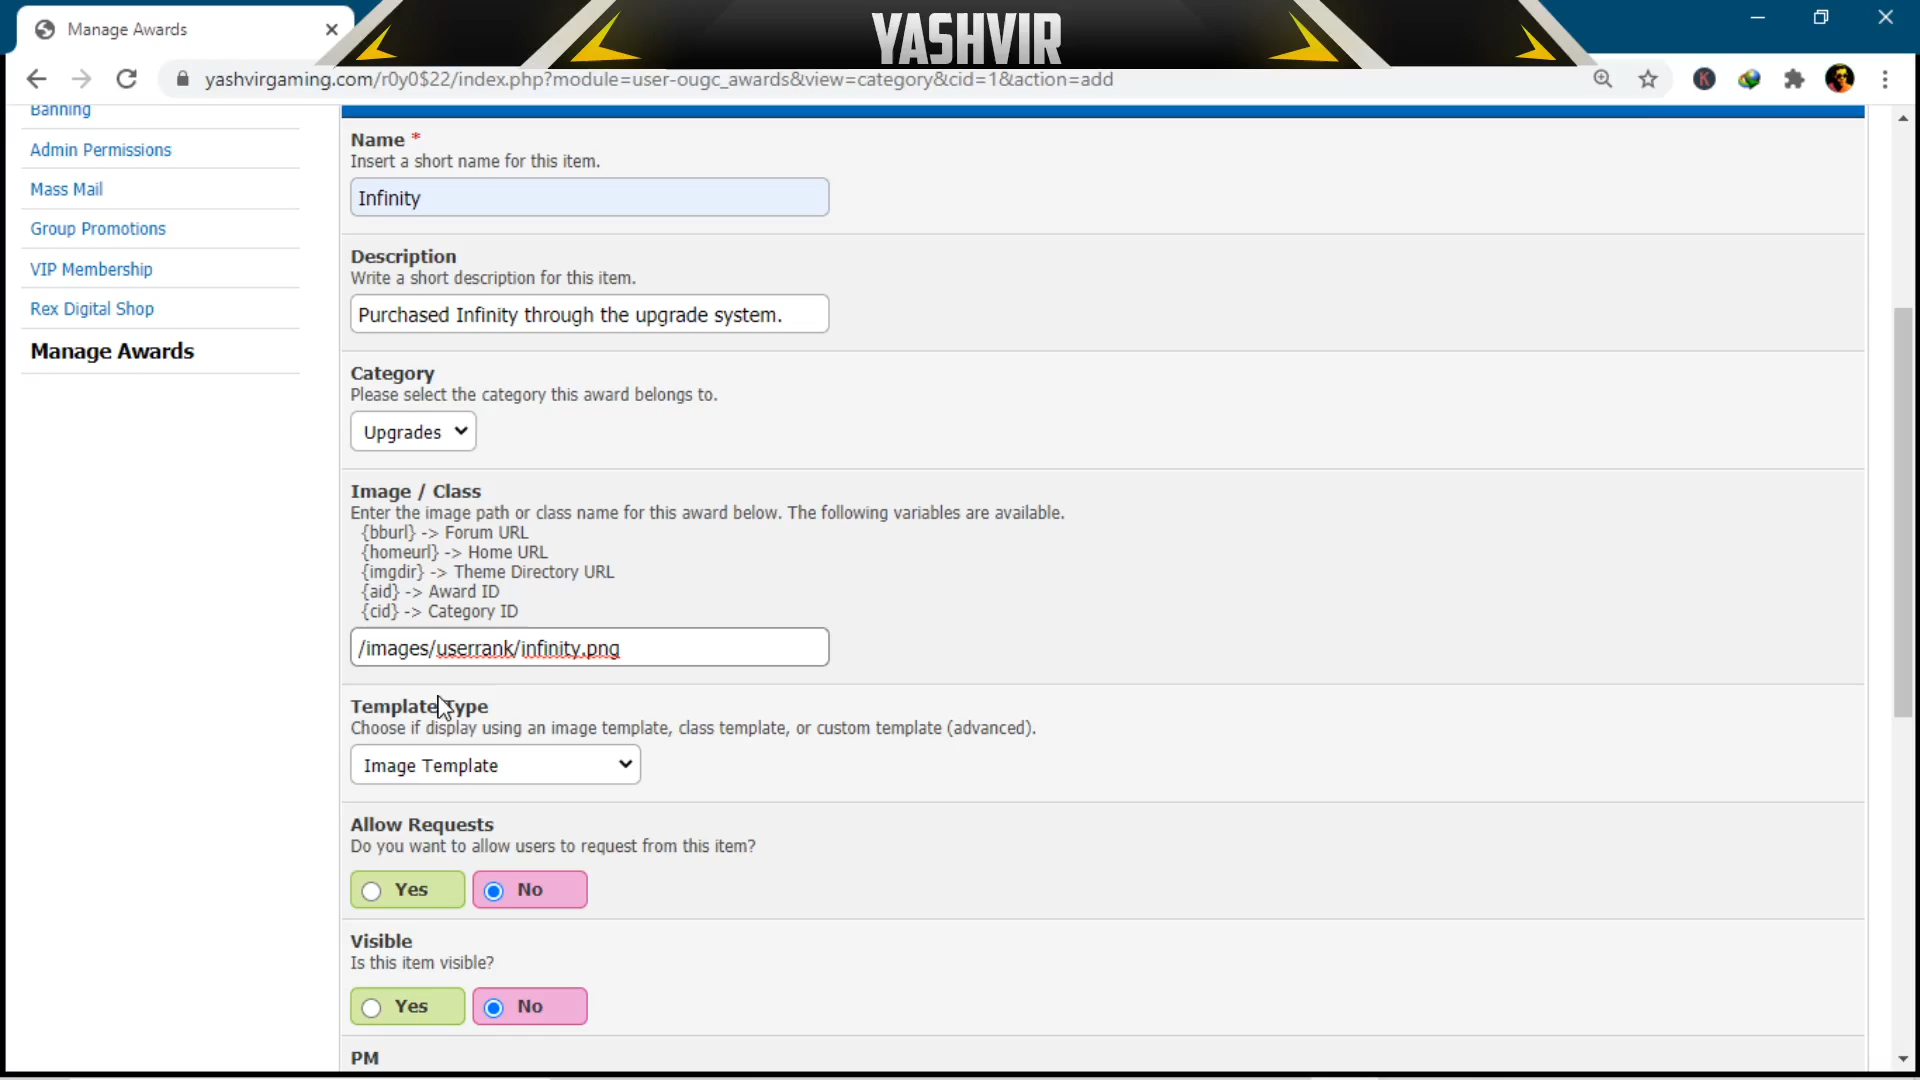 Manage Awards
YASHVIR
yashvirgaming.com/r0y0$22/index.php?module=user-ougc_awards&view=category&cid=1&action=add
K
Banning
Admin Permissions
Mass Mail
Group Promotions
VIP Membership
Rex Digital Shop
Manage Awards
Name *
Insert a short name for this item.
Infinity
Description
Write a short description for this item.
Purchased Infinity through the upgrade system.
Category
Please select the category this award belongs to.
Upgrades
Image / Class
Enter the image path or class name for this award below. The following variables are available.
{bburl} -> Forum URL
{homeurl} -> Home URL
{imgdir} -> Theme Directory URL
{aid} -> Award ID
{cid} -> Category ID
/images/userrank/infinity.png
Template Type
Choose if display using an image template, class template, or custom template (advanced).
Image Template
Allow Requests
Do you want to allow users to request from this item?
Yes No
Visible
Is this item visible?
Yes No
PM